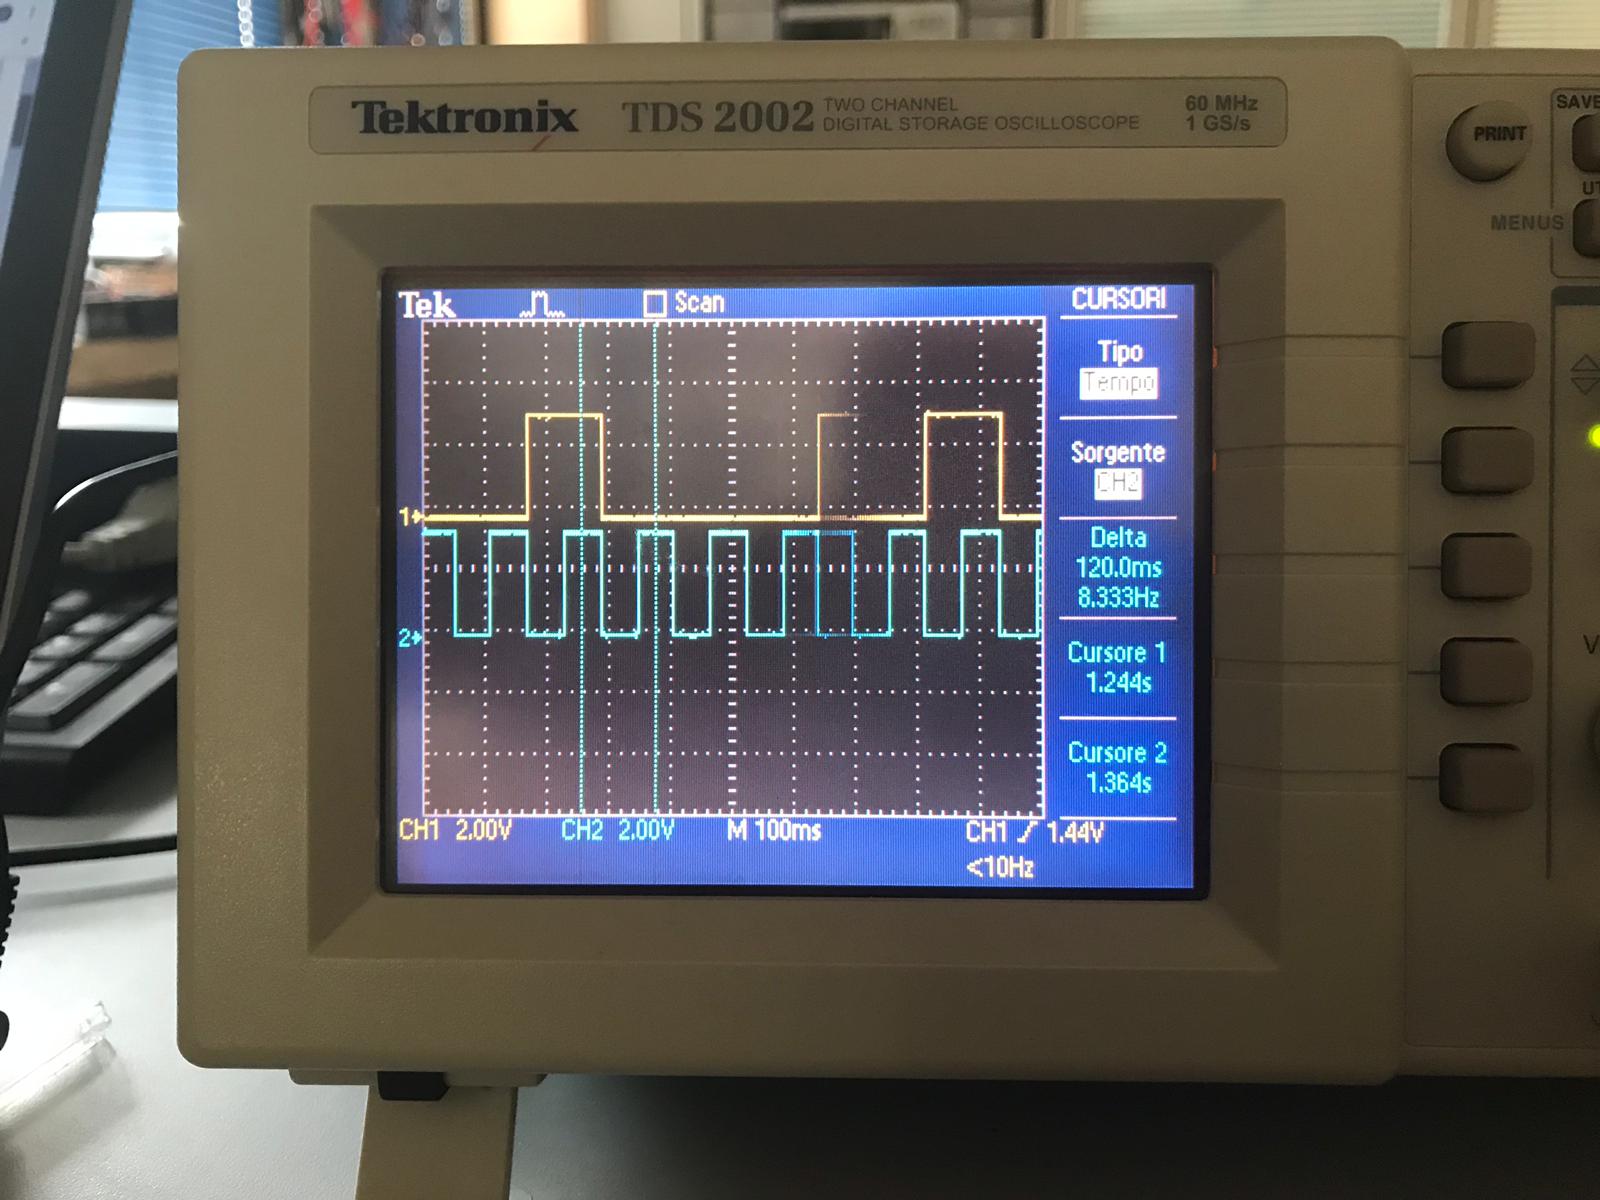 Tektronix TDS 2002 TWO CHANNEL
DIGITAL STORAGE OSCILLOSCOPE
60 MHz
1 GS/s
PRINT
MENUS
Tek
Scan
CURSORI
Tipo
Tempo
Sorgente
CH2
Delta
120.0ms
8.333Hz
Cursore 1
1.244s
Cursore 2
1.364s
1
2
CH1 2.00V CH2 2.00V M 100ms CH1 1.44V
<10Hz